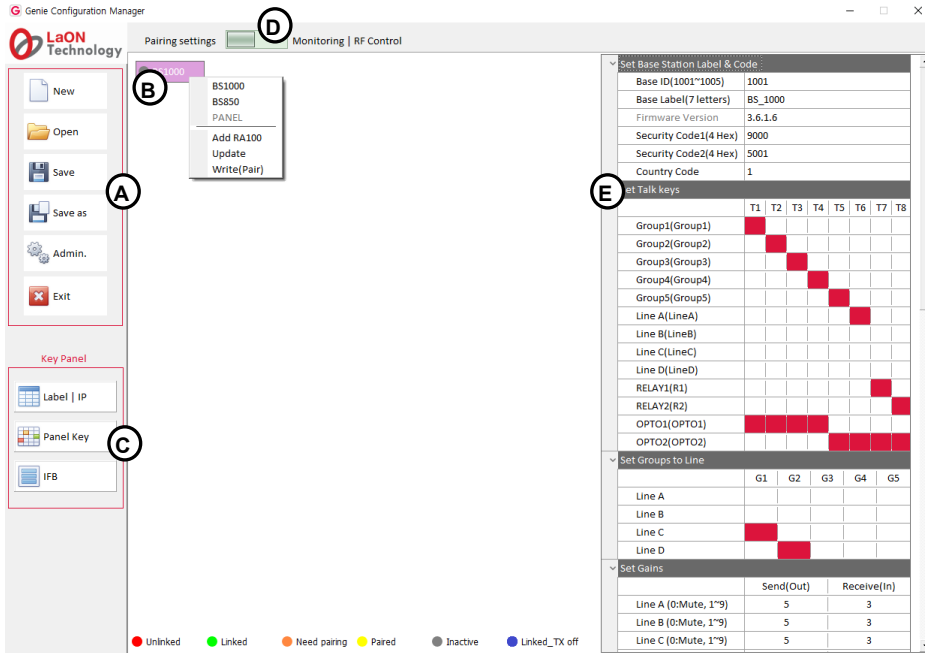 G Genie Configuration Manager
LaON Technology
Pairing settings
D
Monitoring | RF Control
New
Open
Save
Save as
Admin.
Exit
A
Key Panel
Label | IP
Panel Key
IFB
C
B
BS1000
BS1000
BS850
PANEL
Add RA100
Update
Write(Pair)
Set Base Station Label & Code
Base ID(1001~1005) 1001
Base Label(7 letters) BS_1000
Firmware Version 3.6.1.6
Security Code1(4 Hex) 9000
Security Code2(4 Hex) 5001
Country Code 1
E
et Talk keys
T1 T2 T3 T4 T5 T6 T7 T8
Group1(Group1)
Group2(Group2)
Group3(Group3)
Group4(Group4)
Group5(Group5)
Line A(LineA)
Line B(LineB)
Line C(LineC)
Line D(LineD)
RELAY1(R1)
RELAY2(R2)
OPTO1(OPTO1)
OPTO2(OPTO2)
Set Groups to Line
G1 G2 G3 G4 G5
Line A
Line B
Line C
Line D
Set Gains
Send(Out) Receive(In)
Line A (0:Mute, 1~9) 5 3
Line B (0:Mute, 1~9) 5 3
Line C (0:Mute, 1~9) 5 3
Unlinked Linked Need pairing Paired Inactive Linked_TX off